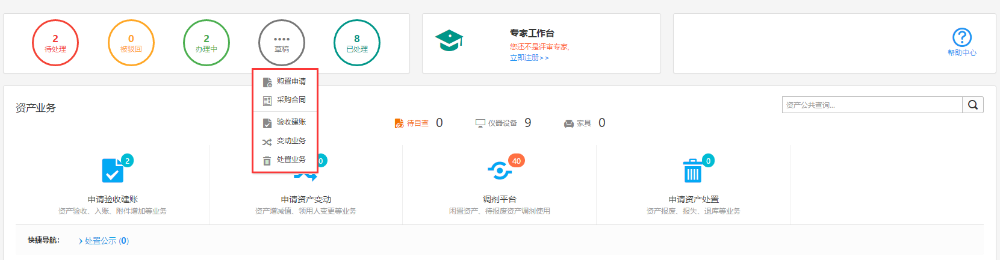 2
待处理
0
被驳回
2
办理中
••••
草稿
8
已处理
专家工作台
您还不是评审专家,
立即注册>>
帮助中心
购置申请
采购合同
验收建账
变动业务
处置业务
资产业务
资产公共查询...
待自查 0
仪器设备 9
家具 0
2
申请验收建账
资产验收、入账、附件增加等业务
0
申请资产变动
资产增减值、领用人变更等业务
40
调剂平台
闲置资产、待报废资产调剂使用
0
申请资产处置
资产报废、报失、退库等业务
快捷导航：
处置公示 (0)